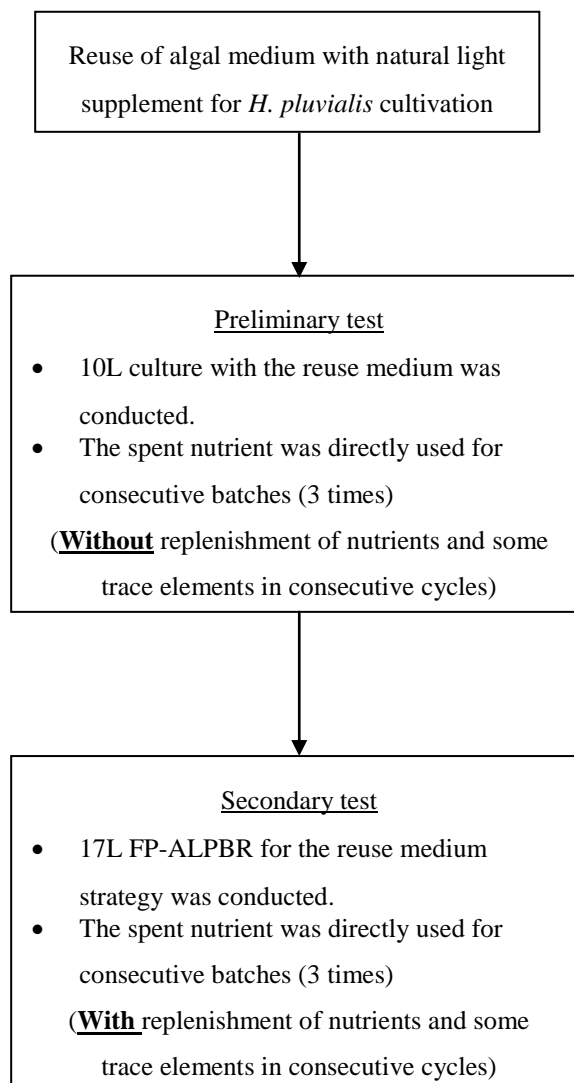 Reuse of algal medium with natural light
supplement for H. pluvialis cultivation
Preliminary test
• 10L culture with the reuse medium was
conducted.
• The spent nutrient was directly used for
consecutive batches (3 times)
(Without replenishment of nutrients and some
trace elements in consecutive cycles)
Secondary test
• 17L FP-ALPBR for the reuse medium
strategy was conducted.
• The spent nutrient was directly used for
consecutive batches (3 times)
(With replenishment of nutrients and some
trace elements in consecutive cycles)